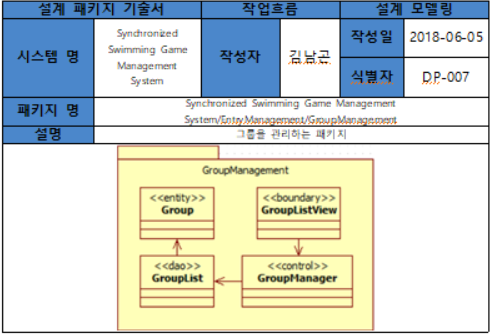 설계 패키지 기술서 작업흐름 설계 모델링
시스템 명 Synchronized Swimming Game Management System 작성자 김남곤 작성일 2018-06-05
식별자 DP-007
패키지 명 Synchronized Swimming Game Management
System/EntryManagement/GroupManagement
설명 그룹을 관리하는 패키지
GroupManagement
<<entity>> <<boundary>>
Group GroupListView
<<dao>> <<control>>
GroupList GroupManager